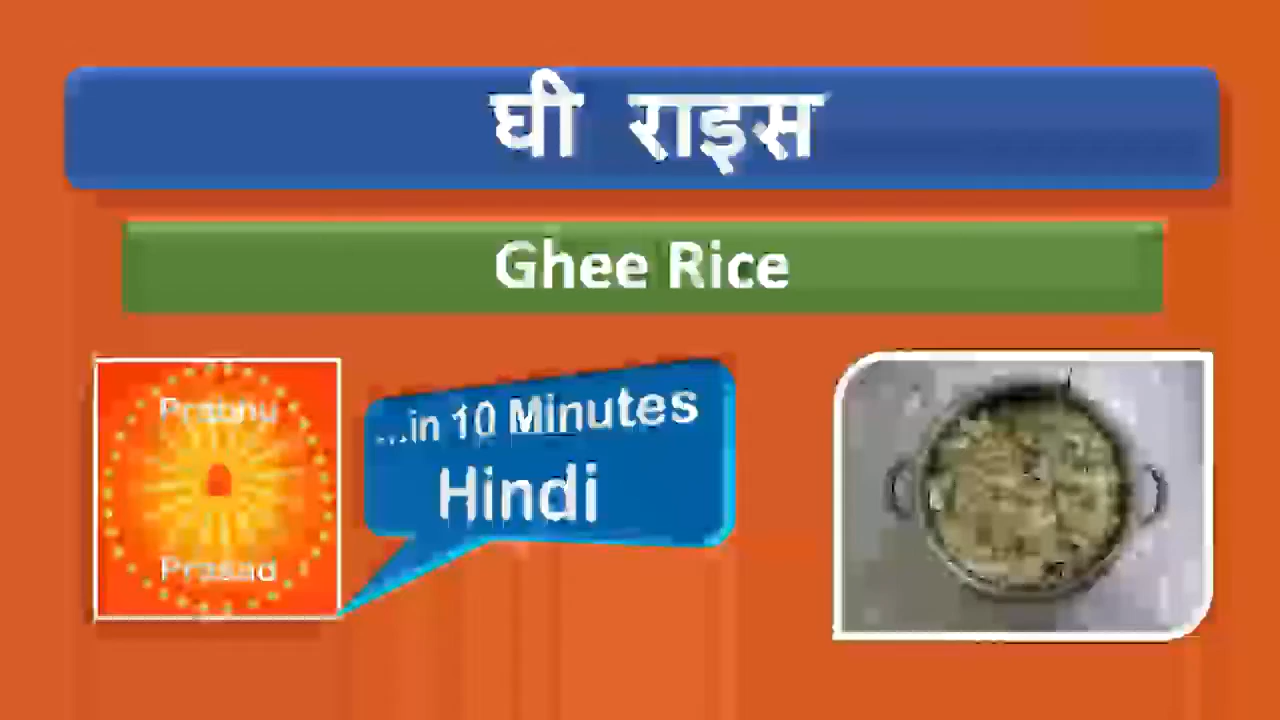 घी राइस
Ghee Rice
Prabhu
Prasad
...in 10 Minutes
Hindi